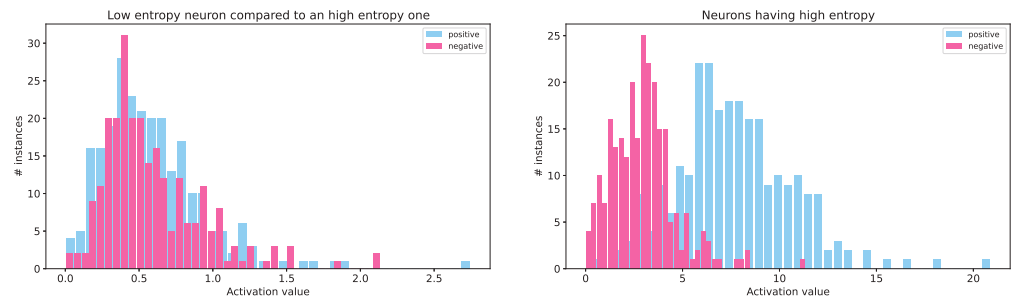 Low entropy neuron compared to an high entropy one
positive
negative
# instances
30
25
20
15
10
5
0
0.0 0.5 1.0 1.5 2.0 2.5
Activation value
Neurons having high entropy
positive
negative
# instances
25
20
15
10
5
0
0 5 10 15 20
Activation value